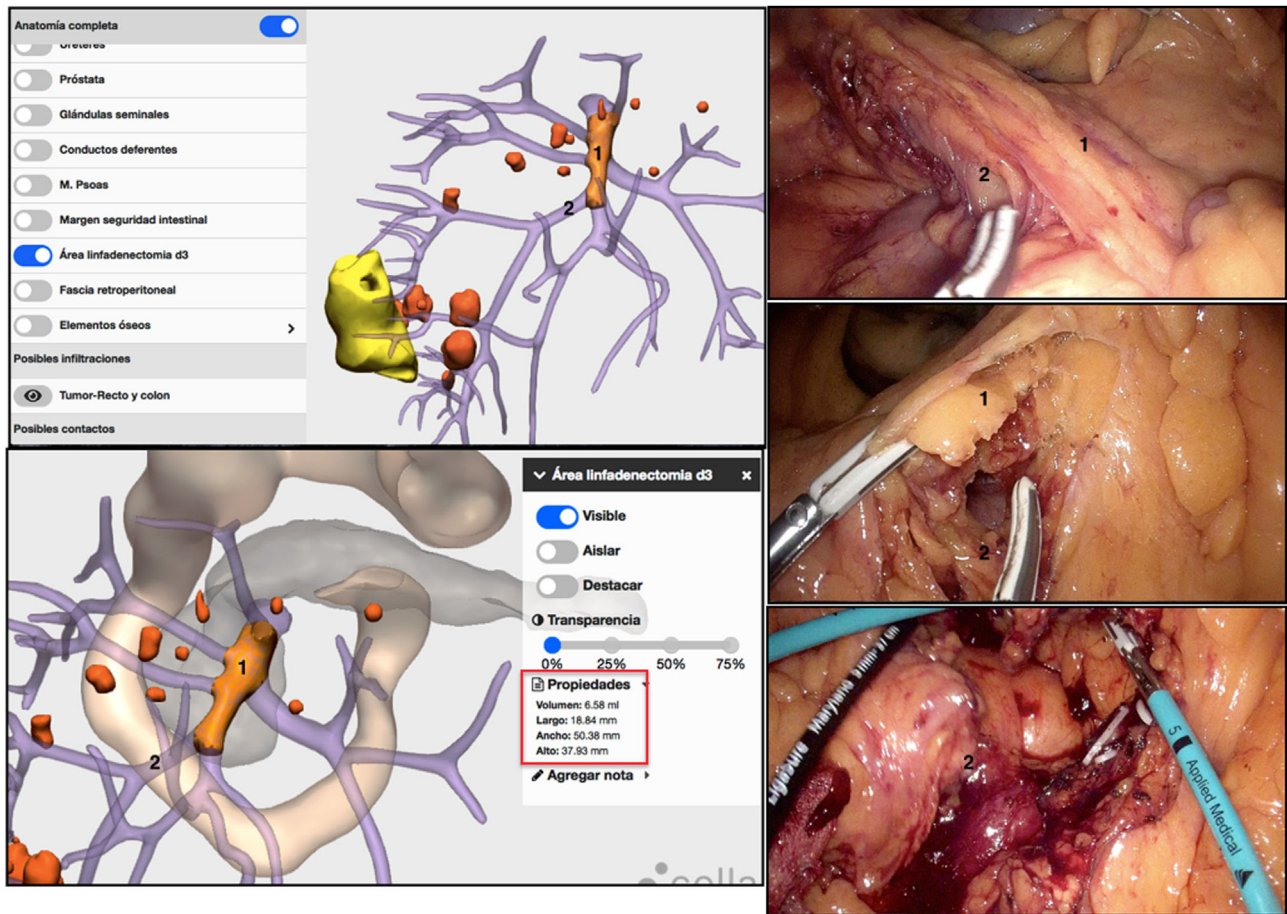 Anatomía completa
Uréteres
Próstata
Glándulas seminales
Conductos deferentes
M. Psoas
Margen seguridad intestinal
Área linfadenectomia d3
Fascia retroperitoneal
Elementos óseos
Posibles infiltraciones
Tumor-Recto y colon
Posibles contactos
1
2
1
2
Área linfadenectomia d3
Visible
Aislar
Destacar
Transparencia
0% 25% 50% 75%
Propiedades
Volumen: 6.58 ml
Largo: 18.84 mm
Ancho: 50.38 mm
Alto: 37.93 mm
Agregar nota
1
2
1
2
2
LigaSure Maryland
5 Applied Medical